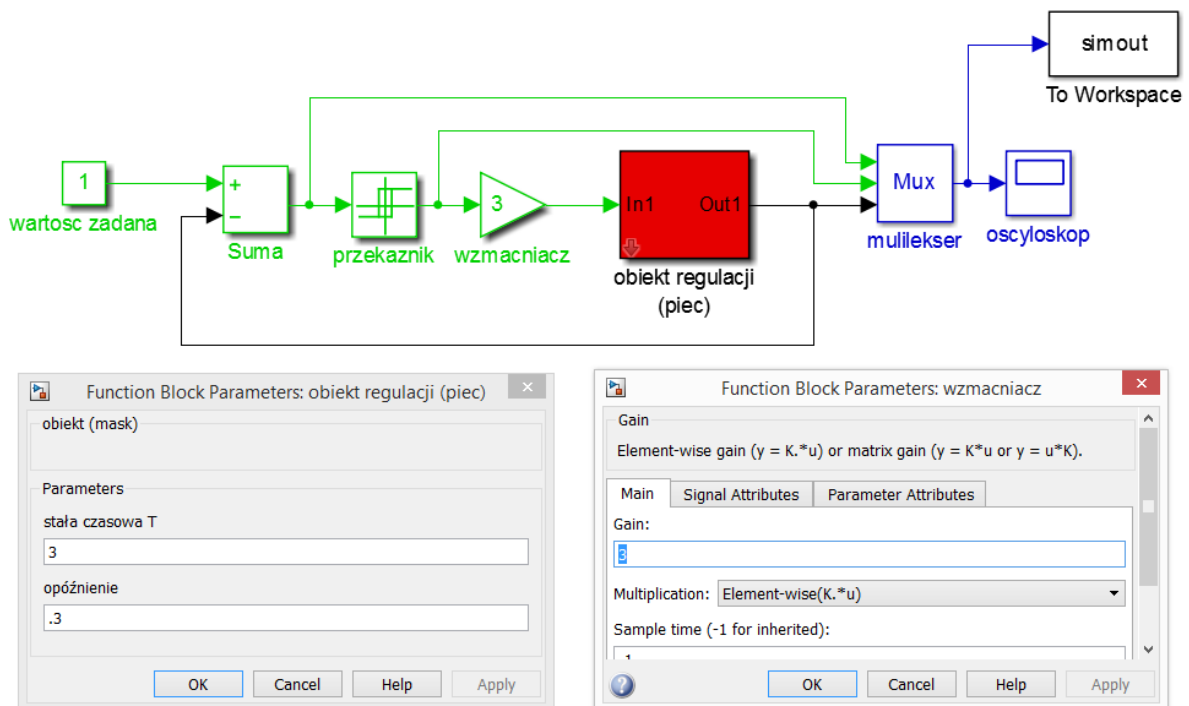 simout
To Workspace
1
wartosc zadana
+
−
Suma
przekaznik
3
wzmacniacz
In1
Out1
obiekt regulacji
(piec)
Mux
mulilekser
oscyloskop
Function Block Parameters: obiekt regulacji (piec)
obiekt (mask)
Parameters
stała czasowa T
3
opóźnienie
.3
OK
Cancel
Help
Apply
Function Block Parameters: wzmacniacz
Gain
Element-wise gain (y = K.*u) or matrix gain (y = K*u or y = u*K).
Main
Signal Attributes
Parameter Attributes
Gain:
3
Multiplication: Element-wise(K.*u)
Sample time (-1 for inherited):
OK
Cancel
Help
Apply